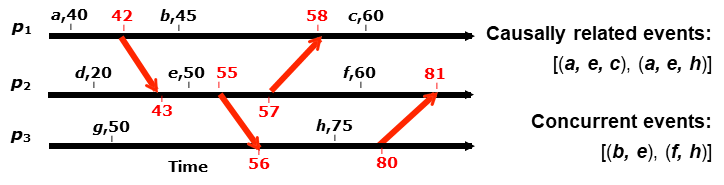 p1 a,40 42 b,45 58 c,60
Causally related events:
[(a, e, c), (a, e, h)]
p2 d,20 e,50 55 f,60 81
43 57
Concurrent events:
[(b, e), (f, h)]
p3 g,50 h,75
Time 56 80